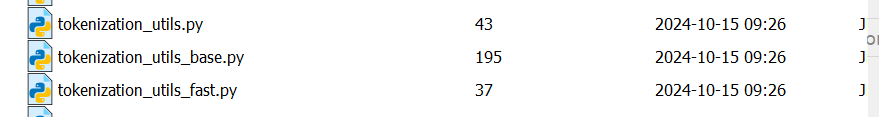 tokenization_utils.py 43 2024-10-15 09:26 J
tokenization_utils_base.py 195 2024-10-15 09:26 J
tokenization_utils_fast.py 37 2024-10-15 09:26 J